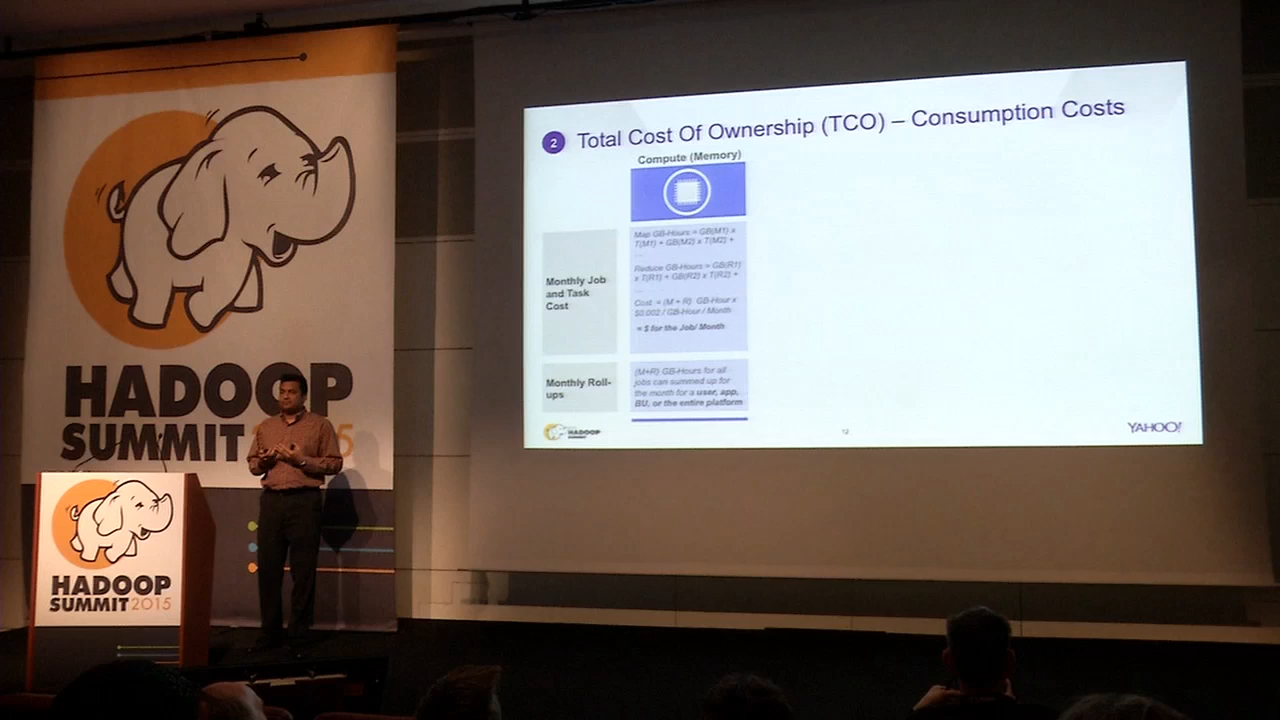 HADOOP
SUMMIT 2015
HADOOP
SUMMIT 2015
2 Total Cost Of Ownership (TCO) – Consumption Costs
Compute (Memory)
Monthly Job
and Task
Cost
Map GB-Hours = GB(M1) x
T(M1) + GB(M2) x T(M2) +
...
Reduce GB-Hours = GB(R1)
x T(R1) + GB(R2) x T(R2) +
...
Cost = (M + R) GB-Hour x
$0.002 / GB-Hour / Month
= $ for the Job/ Month
Monthly Roll-
ups
(M+R) GB-Hours for all
jobs can summed up for
the month for a user, app,
BU, or the entire platform
HADOOP
SUMMIT
12
YAHOO!